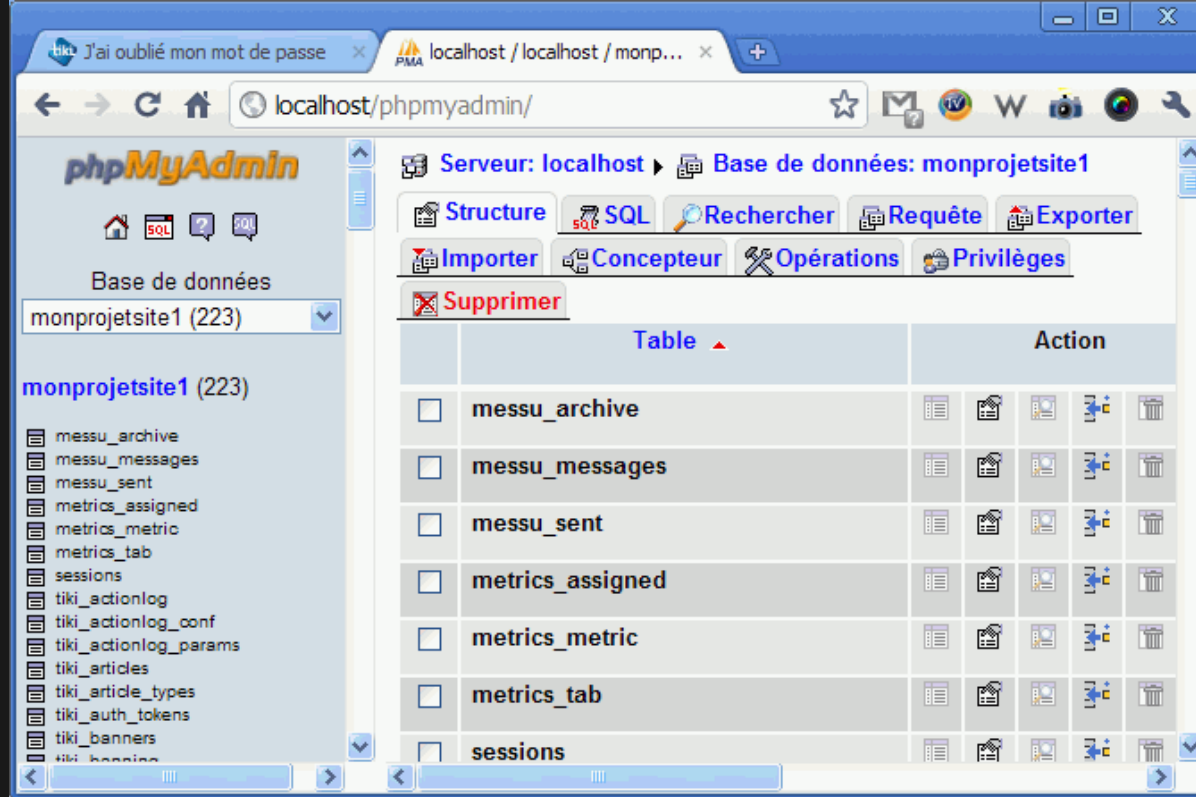 J'ai oublié mon mot de passe
localhost / localhost / monp...
localhost/phpmyadmin/
phpMyAdmin
Base de données
monprojetsite1 (223)
monprojetsite1 (223)
messu_archive
messu_messages
messu_sent
metrics_assigned
metrics_metric
metrics_tab
sessions
tiki_actionlog
tiki_actionlog_conf
tiki_actionlog_params
tiki_articles
tiki_article_types
tiki_auth_tokens
tiki_banners
tiki_banning
Serveur: localhost Base de données: monprojetsite1
Structure SQL Rechercher Requête Exporter
Importer Concepteur Opérations Privilèges
Supprimer
Table Action
messu_archive
messu_messages
messu_sent
metrics_assigned
metrics_metric
metrics_tab
sessions